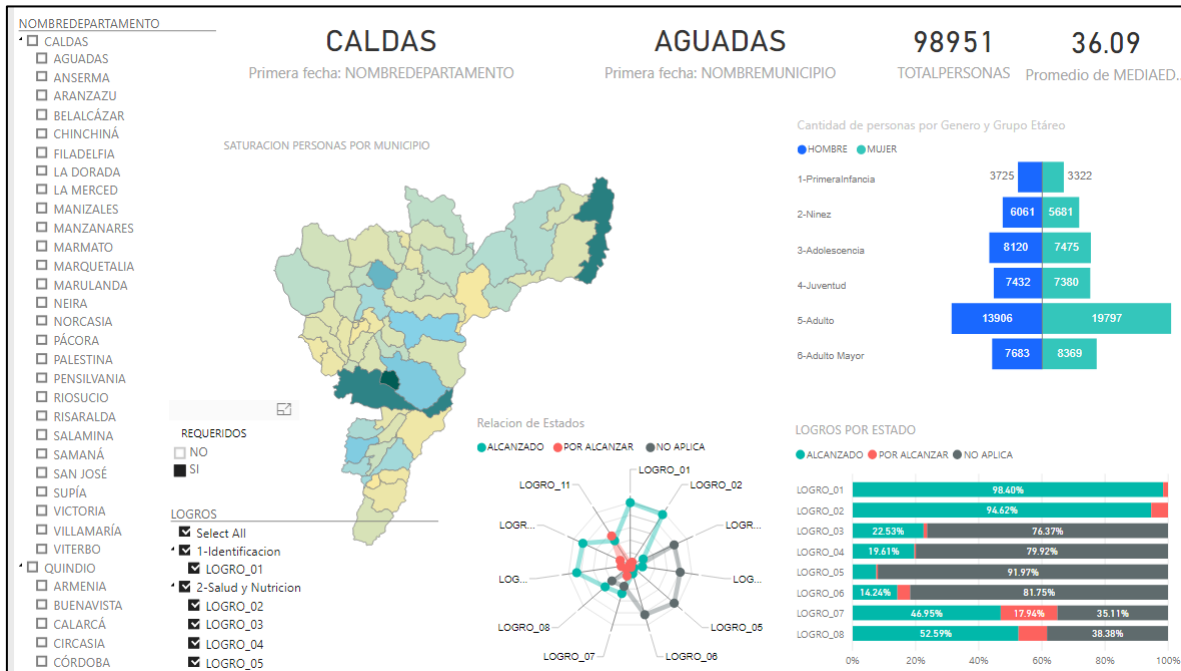 NOMBREDEPARTAMENTO
CALDAS
AGUADAS
ANSERMA
ARANZAZU
BELALCÁZAR
CHINCHINÁ
FILADELFIA
LA DORADA
LA MERCED
MANIZALES
MANZANARES
MARMATO
MARQUETALIA
MARULANDA
NEIRA
NORCASIA
PÁCORA
PALESTINA
PENSILVANIA
RIOSUCIO
RISARALDA
SALAMINA
SAMANÁ
SAN JOSÉ
SUPÍA
VICTORIA
VILLAMARÍA
VITERBO
QUINDIO
ARMENIA
BUENAVISTA
CALARCÁ
CIRCASIA
CÓRDOBA
CALDAS
Primera fecha: NOMBREDEPARTAMENTO
AGUADAS
Primera fecha: NOMBREMUNICIPIO
98951
TOTALPERSONAS
36.09
Promedio de MEDIAED...
SATURACION PERSONAS POR MUNICIPIO
Cantidad de personas por Genero y Grupo Etáreo
HOMBRE MUJER
1-PrimeraInfancia 3725 3322
2-Ninez 6061 5681
3-Adolescencia 8120 7475
4-Juventud 7432 7380
5-Adulto 13906 19797
6-Adulto Mayor 7683 8369
REQUERIDOS
NO
SI
LOGROS
Select All
1-Identificacion
LOGRO_01
2-Salud y Nutricion
LOGRO_02
LOGRO_03
LOGRO_04
LOGRO_05
Relacion de Estados
ALCANZADO POR ALCANZAR NO APLICA
LOGRO_01
LOGRO_02
LOGR...
LOG...
LOGRO_05
LOGRO_06
LOGRO_07
LOGRO_08
LOG...
LOGR...
LOGRO_11
LOGROS POR ESTADO
ALCANZADO POR ALCANZAR NO APLICA
LOGRO_01 98.40%
LOGRO_02 94.62%
LOGRO_03 22.53% 76.37%
LOGRO_04 19.61% 79.92%
LOGRO_05 91.97%
LOGRO_06 14.24% 81.75%
LOGRO_07 46.95% 17.94% 35.11%
LOGRO_08 52.59% 38.38%
0% 20% 40% 60% 80% 100%